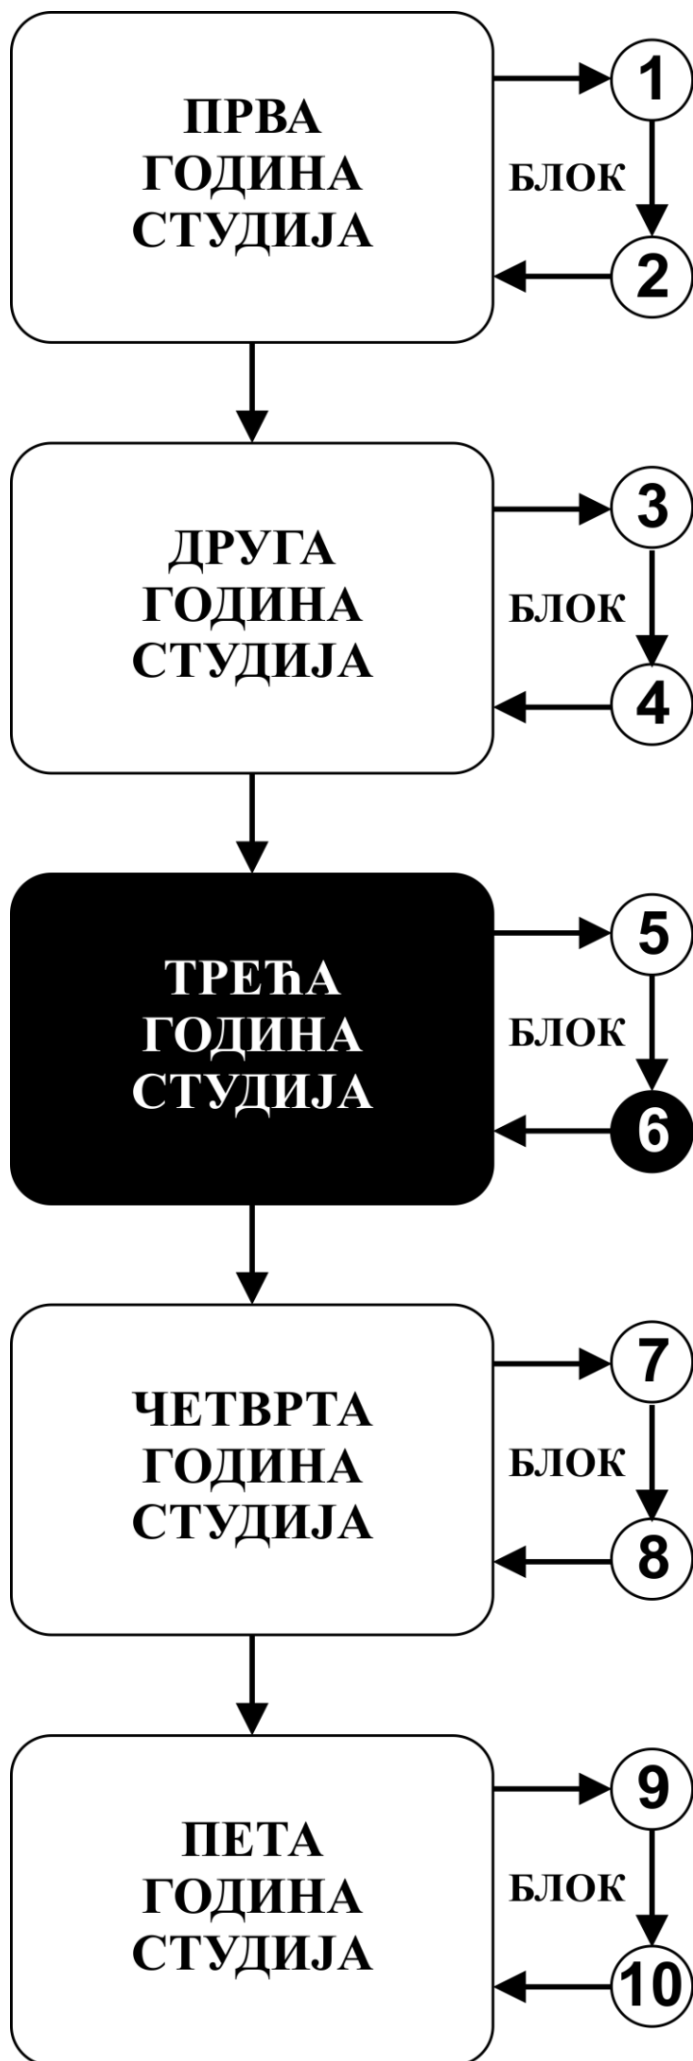 ПРВА
ГОДИНА
СТУДИЈА
1
БЛОК
2
ДРУГА
ГОДИНА
СТУДИЈА
3
БЛОК
4
ТРЕЋА
ГОДИНА
СТУДИЈА
5
БЛОК
6
ЧЕТВРТА
ГОДИНА
СТУДИЈА
7
БЛОК
8
ПЕТА
ГОДИНА
СТУДИЈА
9
БЛОК
10